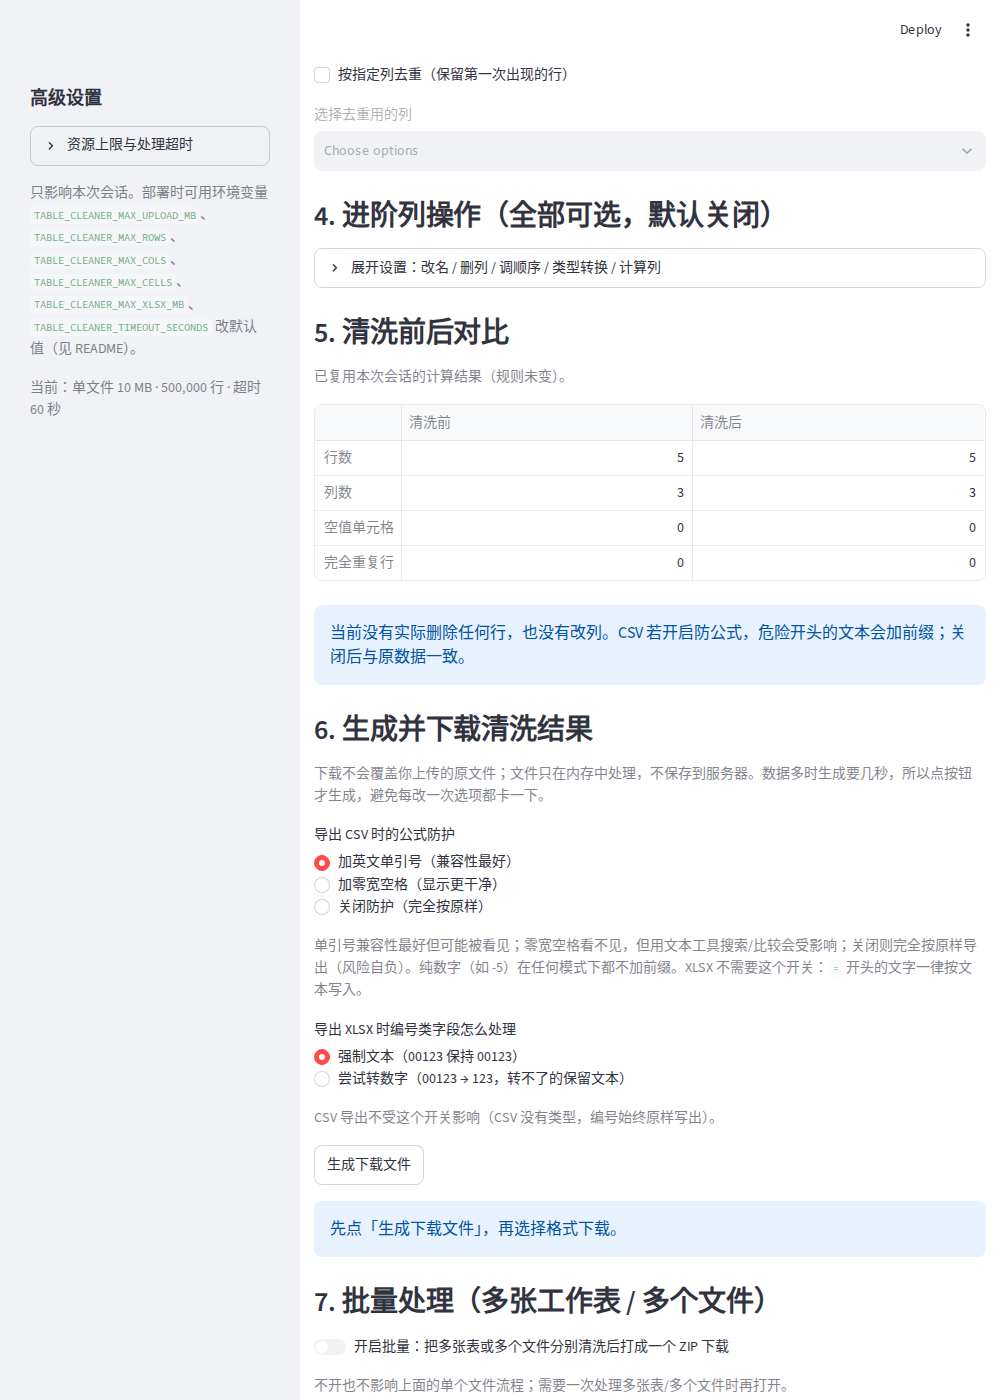 Deploy
高级设置
资源上限与处理超时
只影响本次会话。部署时可用环境变量
TABLE_CLEANER_MAX_UPLOAD_MB、
TABLE_CLEANER_MAX_ROWS、
TABLE_CLEANER_MAX_COLS、
TABLE_CLEANER_MAX_CELLS、
TABLE_CLEANER_MAX_XLSX_MB、
TABLE_CLEANER_TIMEOUT_SECONDS 改默认
值（见 README）。
当前：单文件 10 MB · 500,000 行 · 超时
60 秒
按指定列去重（保留第一次出现的行）
选择去重用的列
Choose options
4. 进阶列操作（全部可选，默认关闭）
展开设置：改名 / 删列 / 调顺序 / 类型转换 / 计算列
5. 清洗前后对比
已复用本次会话的计算结果（规则未变）。
清洗前 清洗后
行数 5 5
列数 3 3
空值单元格 0 0
完全重复行 0 0
当前没有实际删除任何行，也没有改列。CSV 若开启防公式，危险开头的文本会加前缀；关
闭后与原数据一致。
6. 生成并下载清洗结果
下载不会覆盖你上传的原文件；文件只在内存中处理，不保存到服务器。数据多时生成要几秒，所以点按钮
才生成，避免每改一次选项都卡一下。
导出 CSV 时的公式防护
加英文单引号（兼容性最好）
加零宽空格（显示更干净）
关闭防护（完全按原样）
单引号兼容性最好但可能被看见；零宽空格看不见，但用文本工具搜索/比较会受影响；关闭则完全按原样导
出（风险自负）。纯数字（如 -5）在任何模式下都不加前缀。XLSX 不需要这个开关： = 开头的文字一律按文
本写入。
导出 XLSX 时编号类字段怎么处理
强制文本（00123 保持 00123）
尝试转数字（00123 → 123，转不了的保留文本）
CSV 导出不受这个开关影响（CSV 没有类型，编号始终原样写出）。
生成下载文件
先点「生成下载文件」，再选择格式下载。
7. 批量处理（多张工作表 / 多个文件）
开启批量：把多张表或多个文件分别清洗后打成一个 ZIP 下载
不开也不影响上面的单个文件流程；需要一次处理多张表/多个文件时再打开。